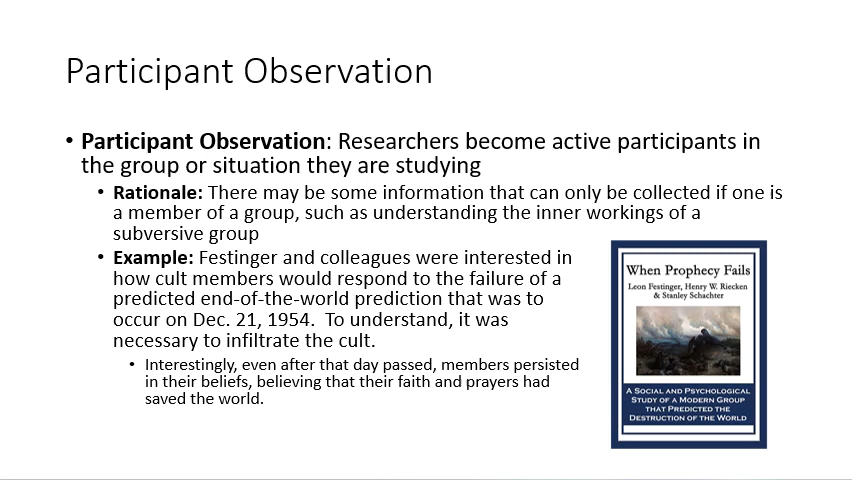 Participant Observation
• Participant Observation: Researchers become active participants in
the group or situation they are studying
• Rationale: There may be some information that can only be collected if one is
a member of a group, such as understanding the inner workings of a
subversive group
• Example: Festinger and colleagues were interested in
how cult members would respond to the failure of a
predicted end-of-the-world prediction that was to
occur on Dec. 21, 1954.  To understand, it was
necessary to infiltrate the cult.
• Interestingly, even after that day passed, members persisted
in their beliefs, believing that their faith and prayers had
saved the world.
When Prophecy Fails
Leon Festinger, Henry W. Riecken
& Stanley Schachter
A Social and Psychological
Study of a Modern Group
that Predicted the
Destruction of the World